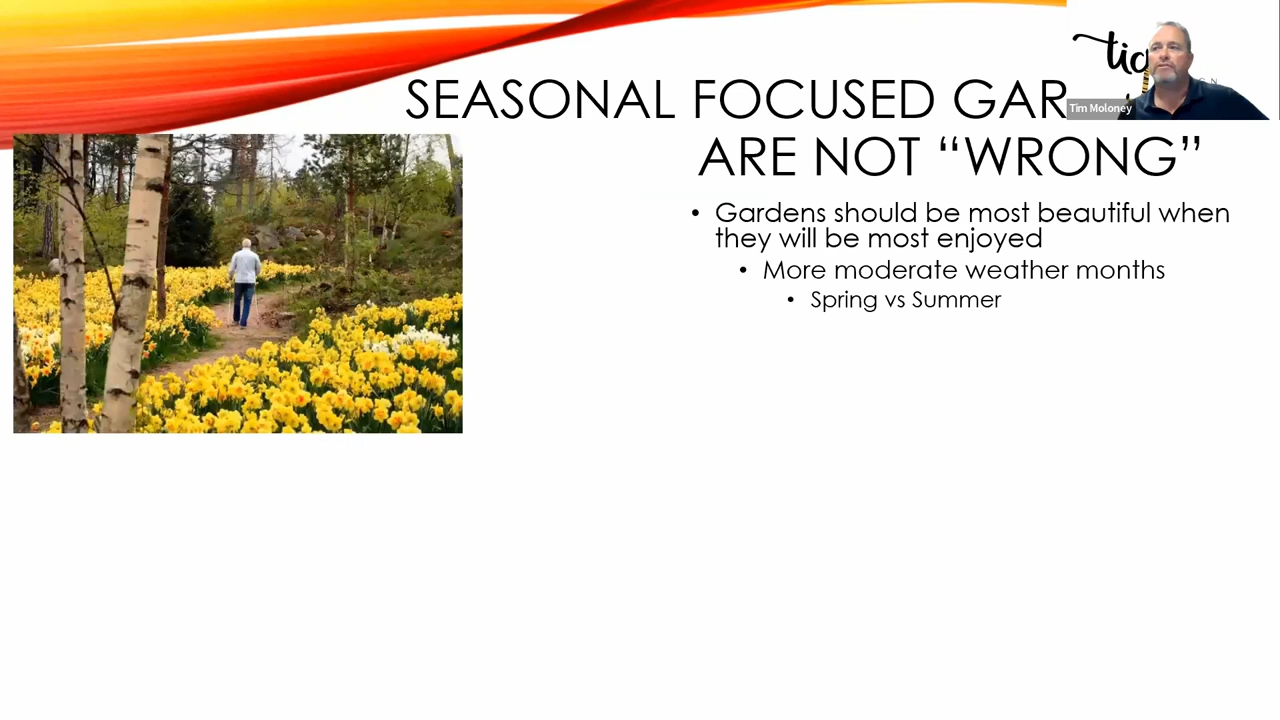 SEASONAL FOCUSED GAR
ARE NOT “WRONG”
tig
Tim Moloney
• Gardens should be most beautiful when
they will be most enjoyed
• More moderate weather months
• Spring vs Summer